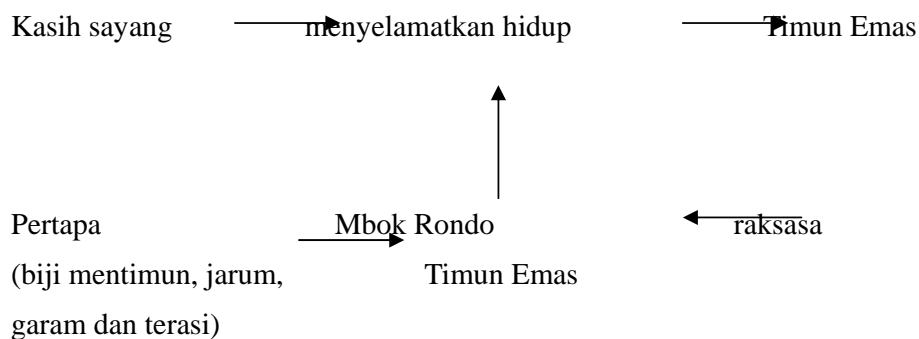 Kasih sayang menyelamatkan hidup Timun Emas
Pertapa Mbok Rondo raksasa
(biji mentimun, jarum, Timun Emas
garam dan terasi)